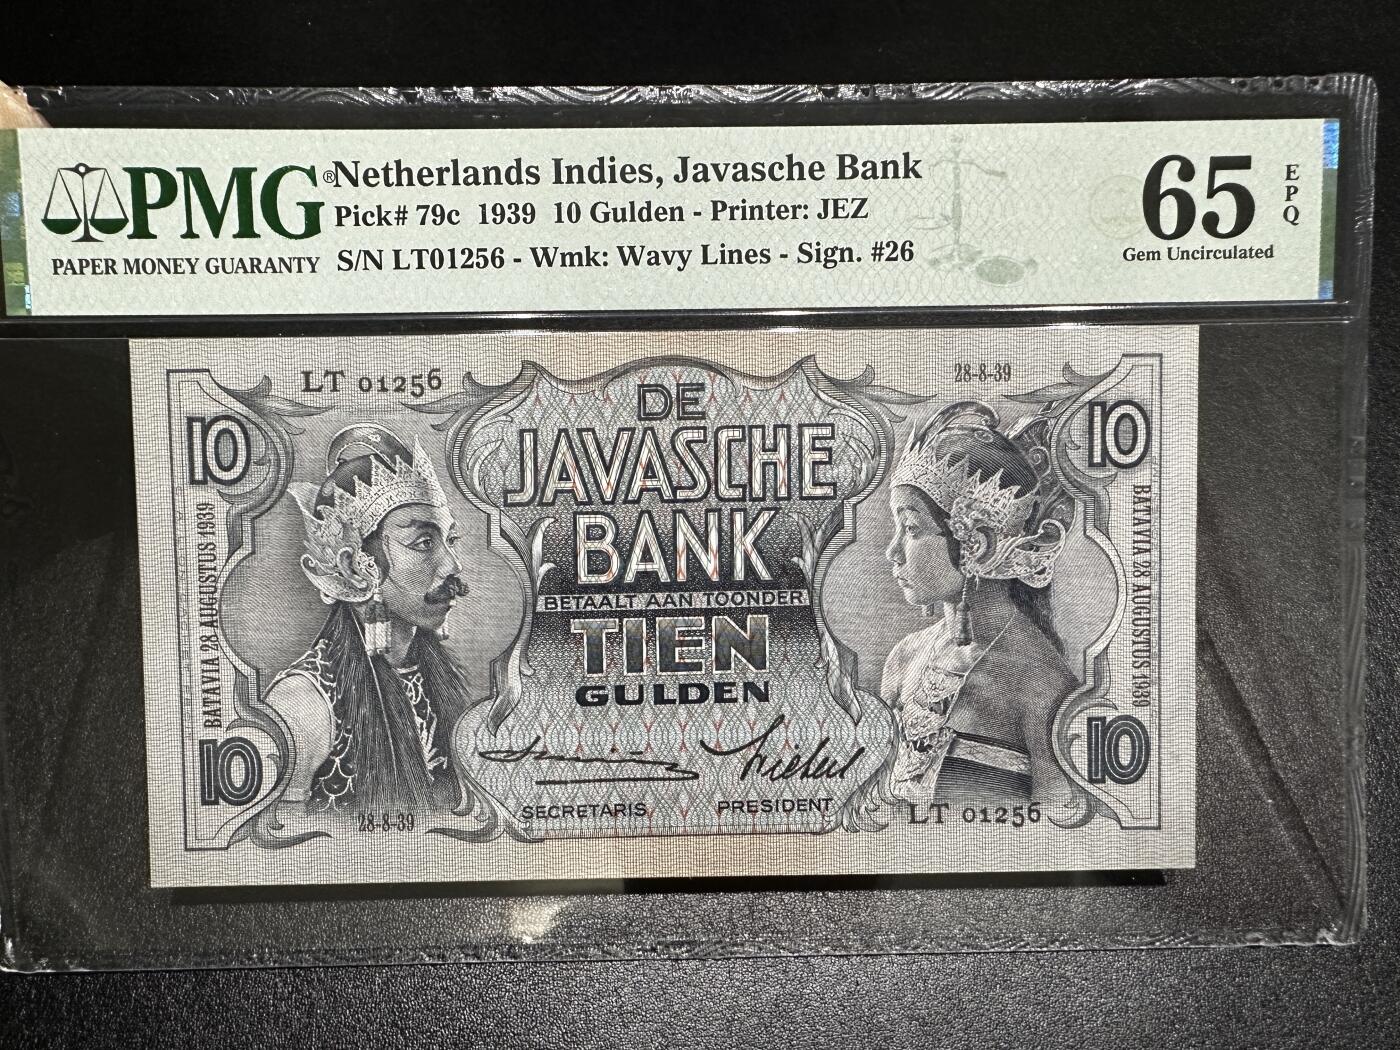 PMG®
PAPER MONEY GUARANTY
Netherlands Indies, Javasche Bank
Pick# 79c 1939 10 Gulden - Printer: JEZ
S/N LT01256 - Wmk: Wavy Lines - Sign. #26
65
EPQ
Gem Uncirculated
LT 01256
28-8-39
10
10
DE
JAVASCHE
BANK
BETAALT AAN TOONDER
TIEN
GULDEN
BATAVIA 28 AUGUSTUS 1939
BATAVIA 28 AUGUSTUS 1939
10
10
SECRETARIS
PRESIDENT
28-8-39
LT 01256